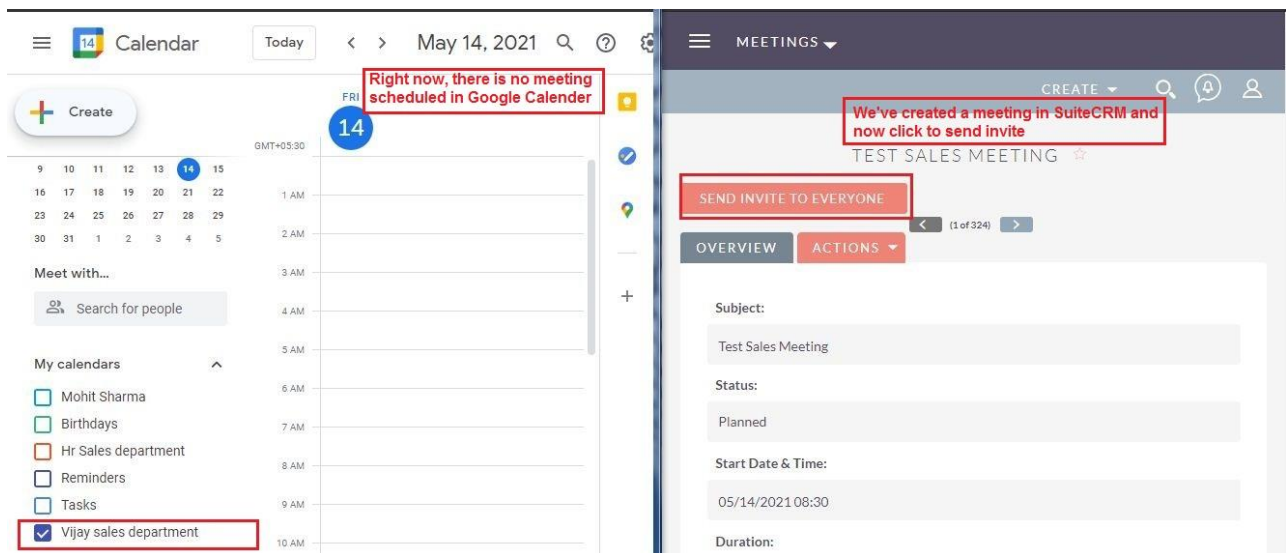 14
Calendar
Today
< >
May 14, 2021
Right now, there is no meeting
scheduled in Google Calender
Create
FRI
14
GMT+05:30
9 10 11 12 13 14 15
16 17 18 19 20 21 22
23 24 25 26 27 28 29
30 31 1 2 3 4 5
Meet with...
Search for people
My calendars
Mohit Sharma
Birthdays
Hr Sales department
Reminders
Tasks
Vijay sales department
1 AM
2 AM
3 AM
4 AM
5 AM
6 AM
7 AM
8 AM
9 AM
10 AM
MEETINGS
CREATE
We've created a meeting in SuiteCRM and
now click to send invite
TEST SALES MEETING
SEND INVITE TO EVERYONE
(1 of 324)
OVERVIEW
ACTIONS
Subject:
Test Sales Meeting
Status:
Planned
Start Date & Time:
05/14/2021 08:30
Duration: